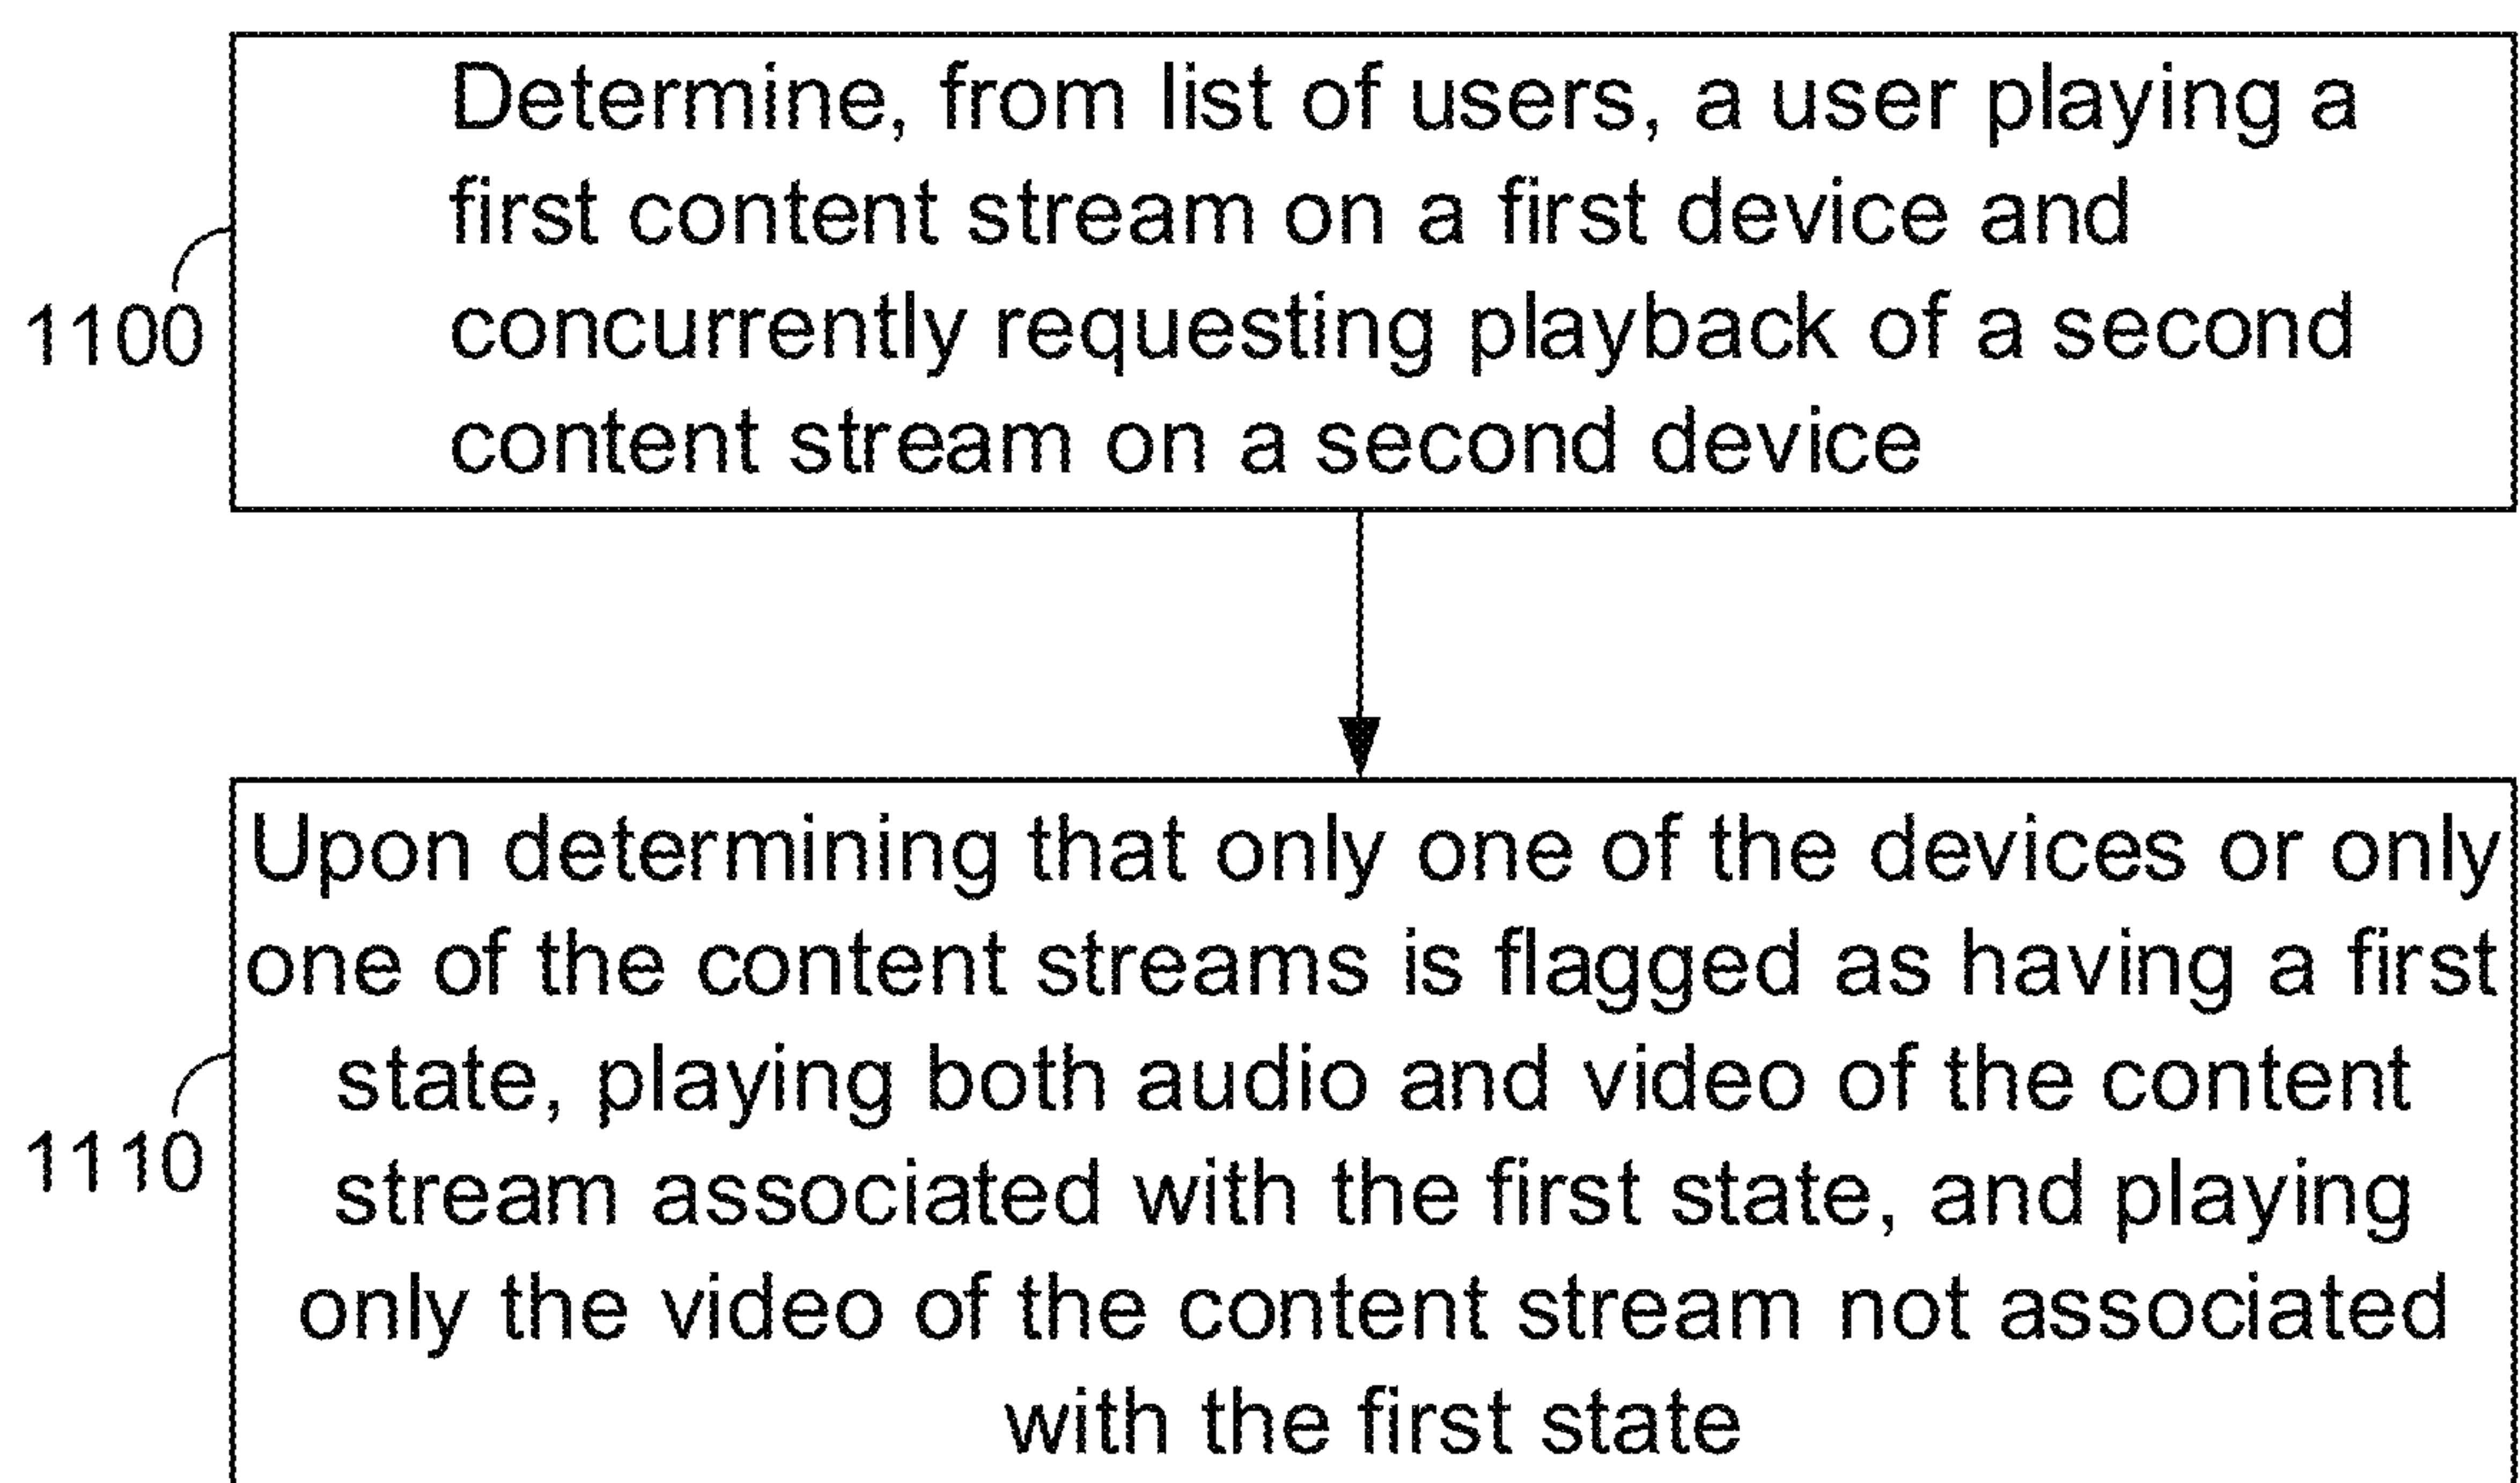 Determine, from list of users, a user playing a
first content stream on a first device and
concurrently requesting playback of a second
content stream on a second device
1100
Upon determining that only one of the devices or only
one of the content streams is flagged as having a first
state, playing both audio and video of the content
stream associated with the first state, and playing
only the video of the content stream not associated
with the first state
1110